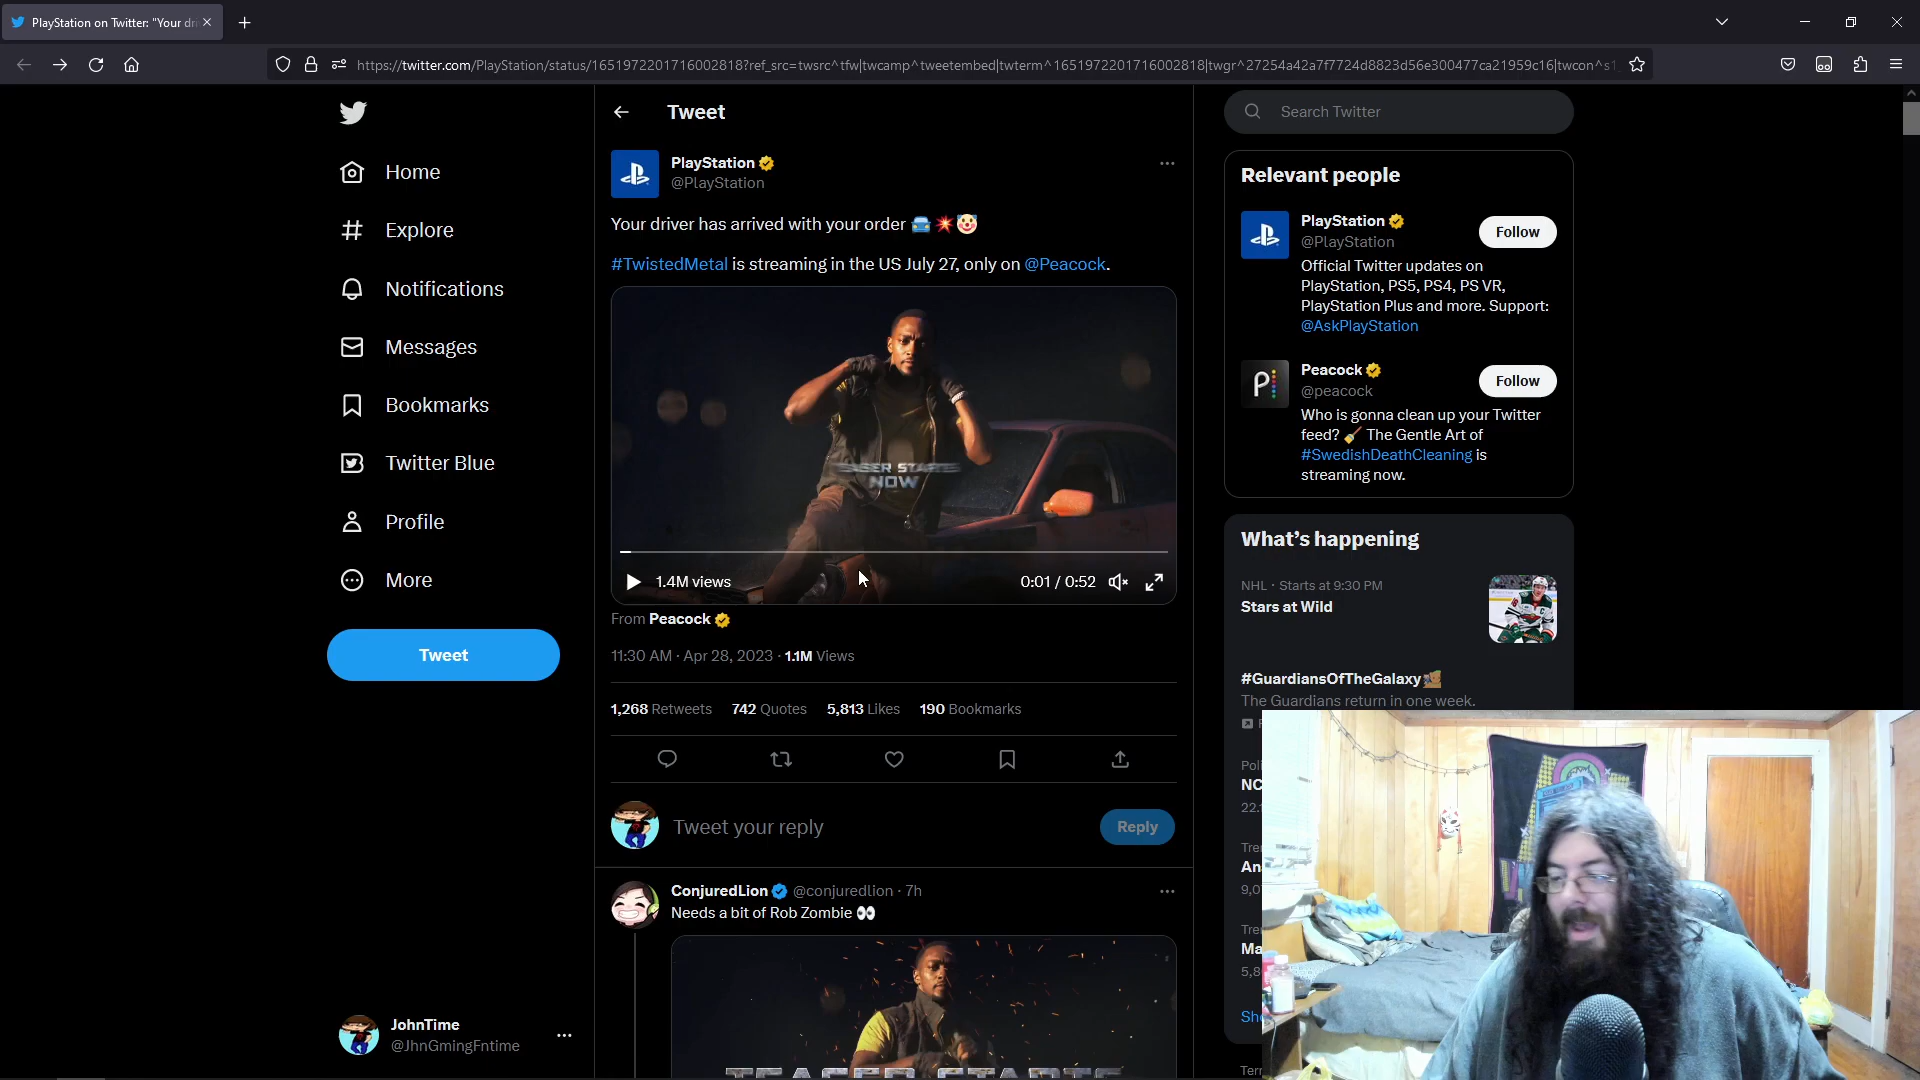 PlayStation on Twitter: "Your dri
https://twitter.com/PlayStation/status/1651972201716002818?ref_src=twsrc^tfw|twcamp^tweetembed|twterm^1651972201716002818|twgr^27254a42a7f7724d8823d56e300477ca21959c16|twcon^s1
Home
Explore
Notifications
Messages
Bookmarks
Twitter Blue
Profile
More
Tweet
JohnTime
@JhnGmingFntime
Tweet
PlayStation
@PlayStation
Your driver has arrived with your order 🚘💥🤡
#TwistedMetal is streaming in the US July 27, only on @Peacock.
TEASER STARTS
NOW
1.4M views
0:01 / 0:52
From Peacock
11:30 AM · Apr 28, 2023 · 1.1M Views
1,268 Retweets 742 Quotes 5,813 Likes 190 Bookmarks
Tweet your reply
Reply
ConjuredLion @conjuredlion · 7h
Needs a bit of Rob Zombie 👀
TEASER STARTS
Search Twitter
Relevant people
PlayStation
@PlayStation
Follow
Official Twitter updates on
PlayStation, PS5, PS4, PS VR,
PlayStation Plus and more. Support:
@AskPlayStation
Peacock
@peacock
Follow
Who is gonna clean up your Twitter
feed? 🧹 The Gentle Art of
#SwedishDeathCleaning is
streaming now.
What's happening
NHL · Starts at 9:30 PM
Stars at Wild
#GuardiansOfTheGalaxy
The Guardians return in one week.